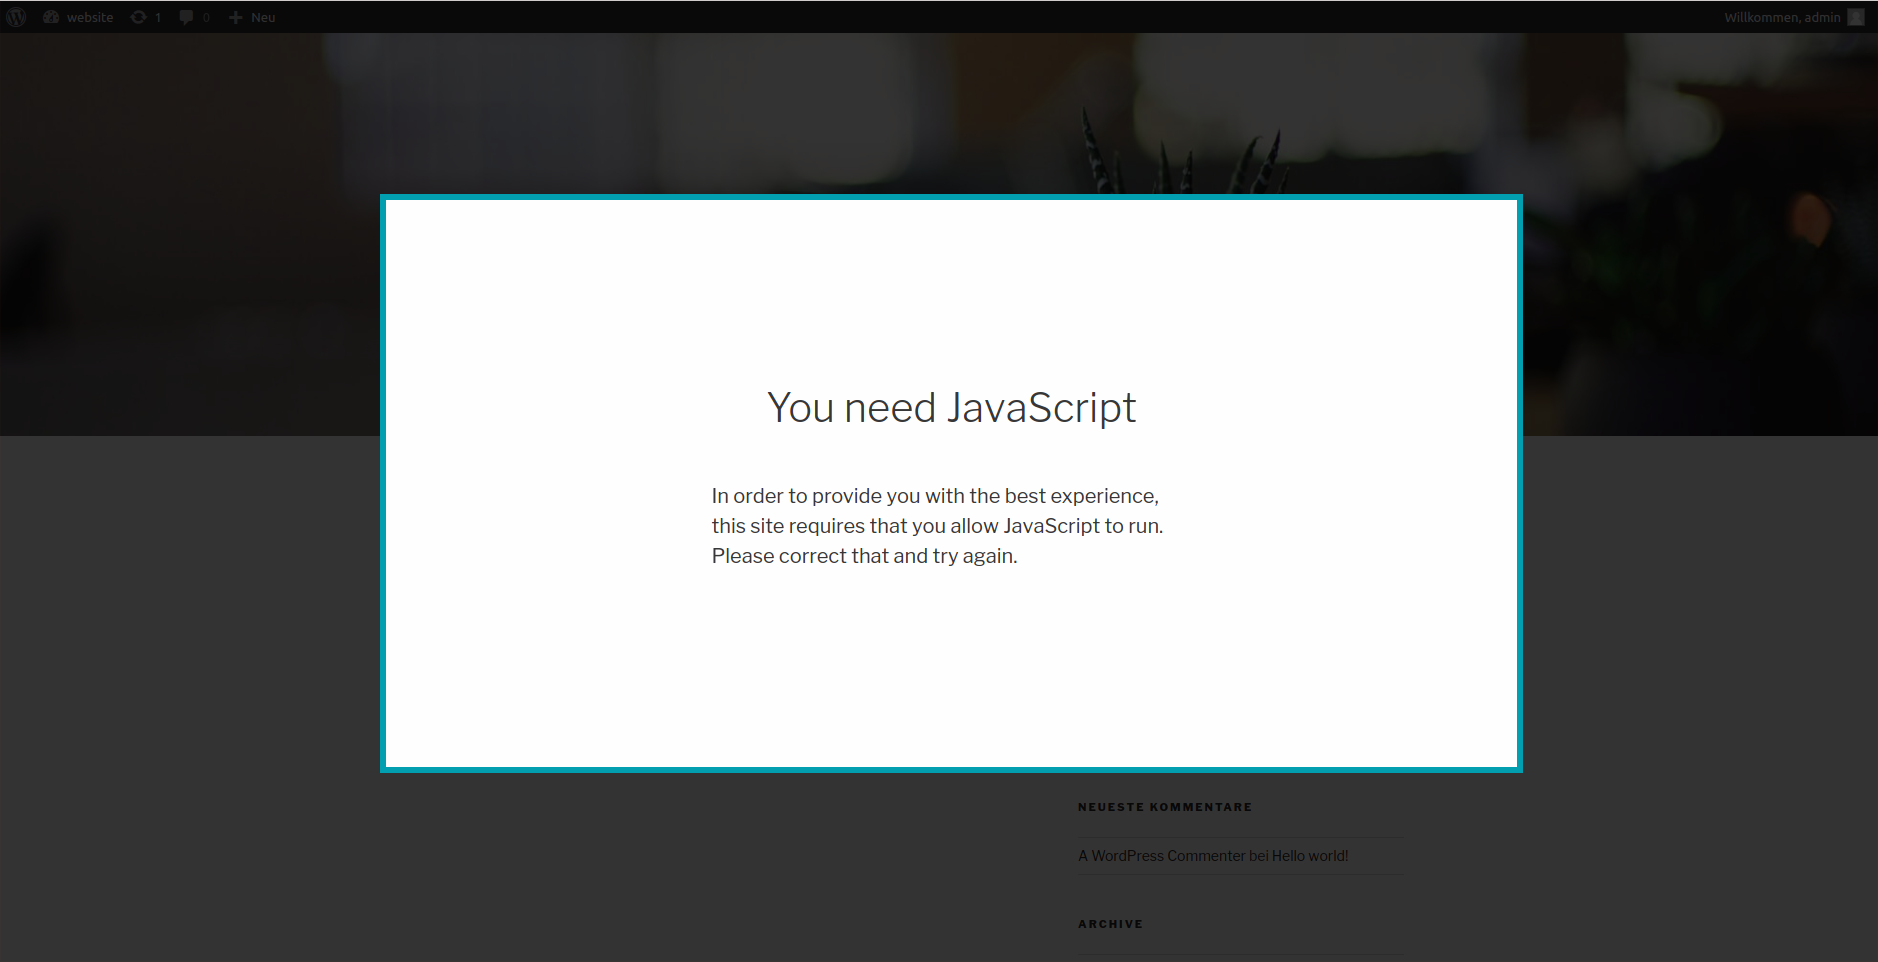 website 1 0 Neu Willkommen, admin
You need JavaScript
In order to provide you with the best experience,
this site requires that you allow JavaScript to run.
Please correct that and try again.
NEUESTE KOMMENTARE
A WordPress Commenter bei Hello world!
ARCHIVE